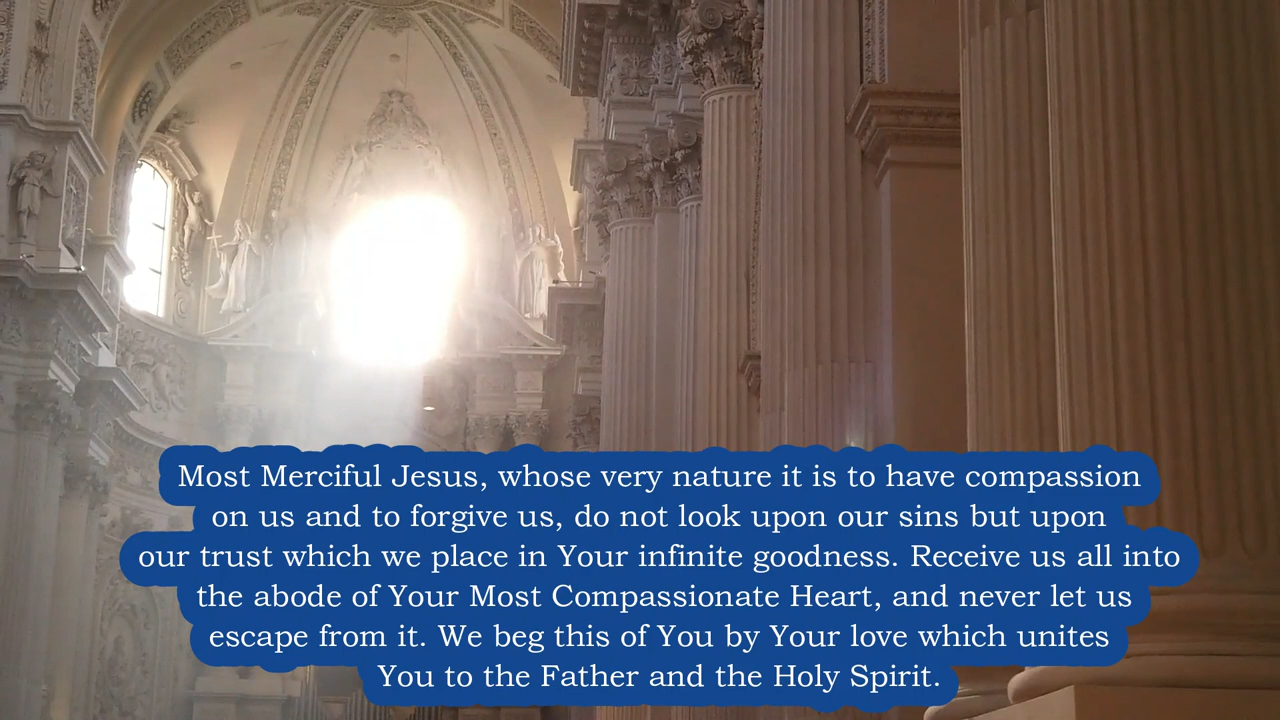 Most Merciful Jesus, whose very nature it is to have compassion
on us and to forgive us, do not look upon our sins but upon
our trust which we place in Your infinite goodness. Receive us all into
the abode of Your Most Compassionate Heart, and never let us
escape from it. We beg this of You by Your love which unites
You to the Father and the Holy Spirit.